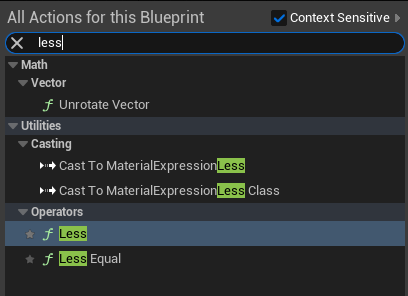 All Actions for this Blueprint
Context Sensitive
less
Math
Vector
Unrotate Vector
Utilities
Casting
Cast To MaterialExpressionLess
Cast To MaterialExpressionLess Class
Operators
Less
Less Equal